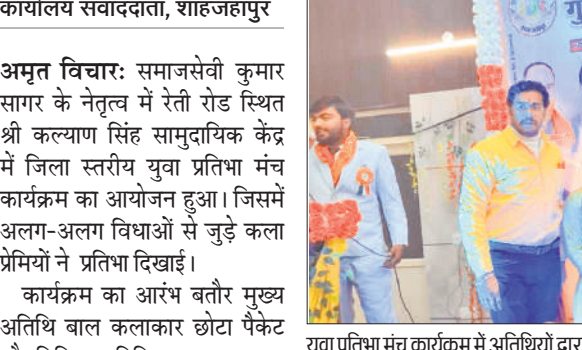 कार्यालय संवाददाता, शाहजहांपुर
अमृत विचारः समाजसेवी कुमार
सागर के नेतृत्व में रेती रोड स्थित
श्री कल्याण सिंह सामुदायिक केंद्र
में जिला स्तरीय युवा प्रतिभा मंच
कार्यक्रम का आयोजन हुआ। जिसमें
अलग-अलग विधाओं से जुड़े कला
प्रेमियों ने प्रतिभा दिखाई।
कार्यक्रम का आरंभ बतौर मुख्य
अतिथि बाल कलाकार छोटा पैकेट
युवा प्रतिभा मंच कार्यक्रम में अतिथियों द्वार